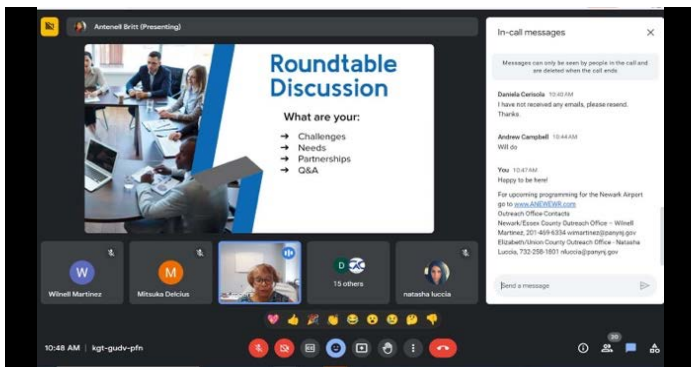 Antenell Britt (Presenting)
Roundtable
Discussion
What are your:
→ Challenges
→ Needs
→ Partnerships
→ Q&A
W
Wilnell Martinez
M
Mitsuka Delcius
D
15 others
natasha luccia
10:48 AM | kgt-gudv-pfn
20
In-call messages
Messages can only be seen by people in the call and
are deleted when the call ends
Daniela Cerisola 10:40 AM
I have not received any emails, please resend.
Thanks.
Andrew Campbell 10:44 AM
Will do
You 10:47 AM
Happy to be here!
For upcoming programming for the Newark Airport
go to www.ANEWEWR.com
Outreach Office Contacts
Newark/Essex County Outreach Office – Wilnell
Martinez, 201-469-6334 wimartinez@panynj.gov
Elizabeth/Union County Outreach Office - Natasha
Luccia, 732-258-1601 nluccia@panynj.gov
Send a message